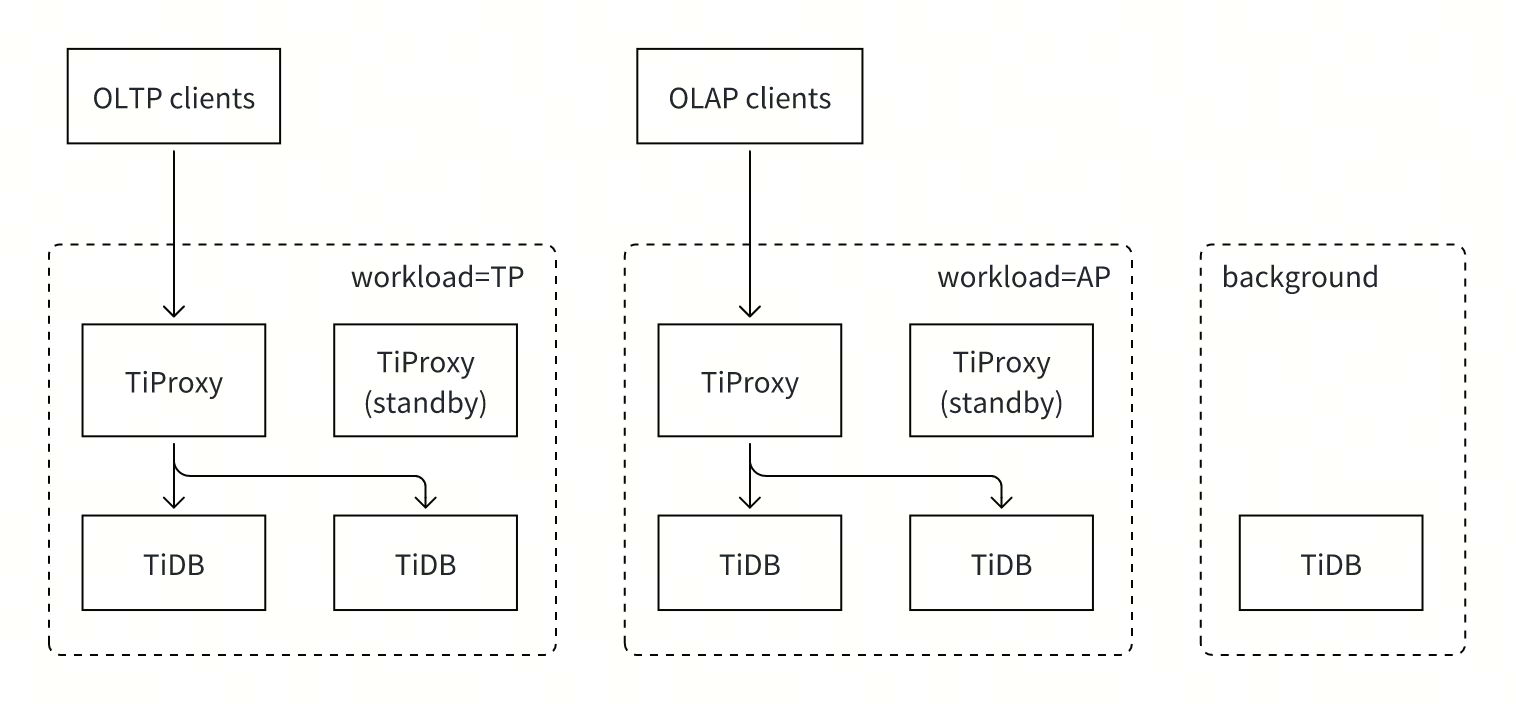 OLTP clients
OLAP clients
workload=TP
workload=AP
background
TiProxy
TiProxy
(standby)
TiProxy
TiProxy
(standby)
TiDB
TiDB
TiDB
TiDB
TiDB